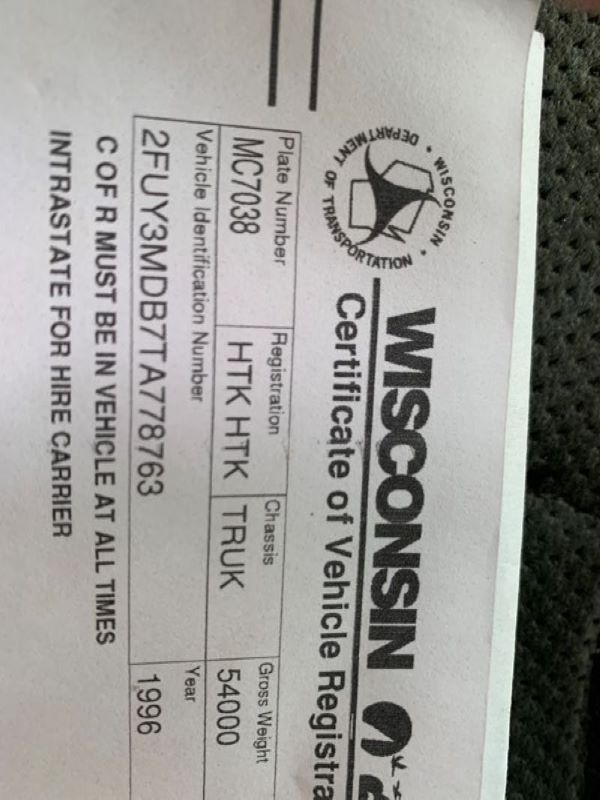 WISCONSIN
DEPARTMENT OF TRANSPORTATION
WISCONSIN
Certificate of Vehicle Registra
Plate Number Registration Chassis Gross Weight
MC7038 HTK HTK TRUK 54000
Vehicle Identification Number Year
2FUY3MDB7TA778763 1996
C OF R MUST BE IN VEHICLE AT ALL TIMES
INTRASTATE FOR HIRE CARRIER